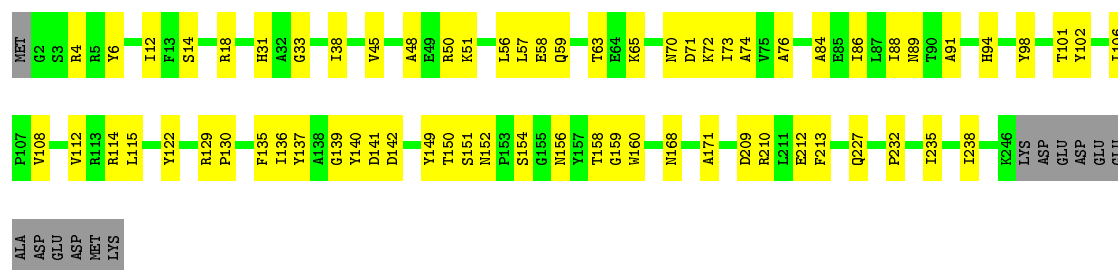 MET G2 S3 R4 R5 Y6 I12 F13 S14 R18 H31 A32 G33 I38 V45 A48 E49 R50 K51 L56 L57 E58 Q59 T63 E64 K65 N70 D71 K72 I73 A74 V75 A76 A84 E85 I86 L87 I88 N89 T90 A91 H94 Y98 T101 Y102 I106
P107 V108 V112 R113 R114 L115 Y122 R129 P130 F135 I136 Y137 A138 G139 Y140 D141 D142 Y149 T150 S151 N152 P153 S154 G155 N156 Y157 T158 G159 W160 N168 A171 D209 R210 L211 E212 F213 Q227 P232 I235 I238 K246 LYS ASP GLU ASP GLU GLU
ALA ASP GLU ASP MET LYS